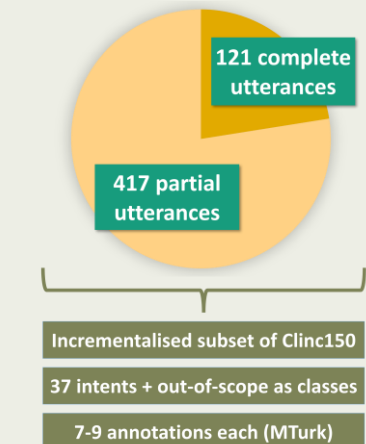 121 complete
utterances
417 partial
utterances
Incrementalised subset of Clinc150
37 intents + out-of-scope as classes
7-9 annotations each (MTurk)